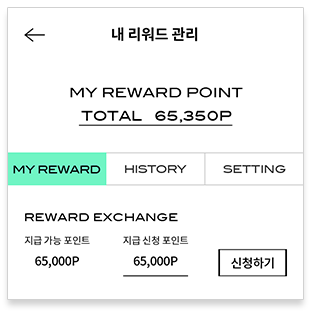 내 리워드 관리
MY REWARD POINT
TOTAL 65,350P
MY REWARD HISTORY SETTING
REWARD EXCHANGE
지급 가능 포인트 지급 신청 포인트
65,000P 65,000P 신청하기